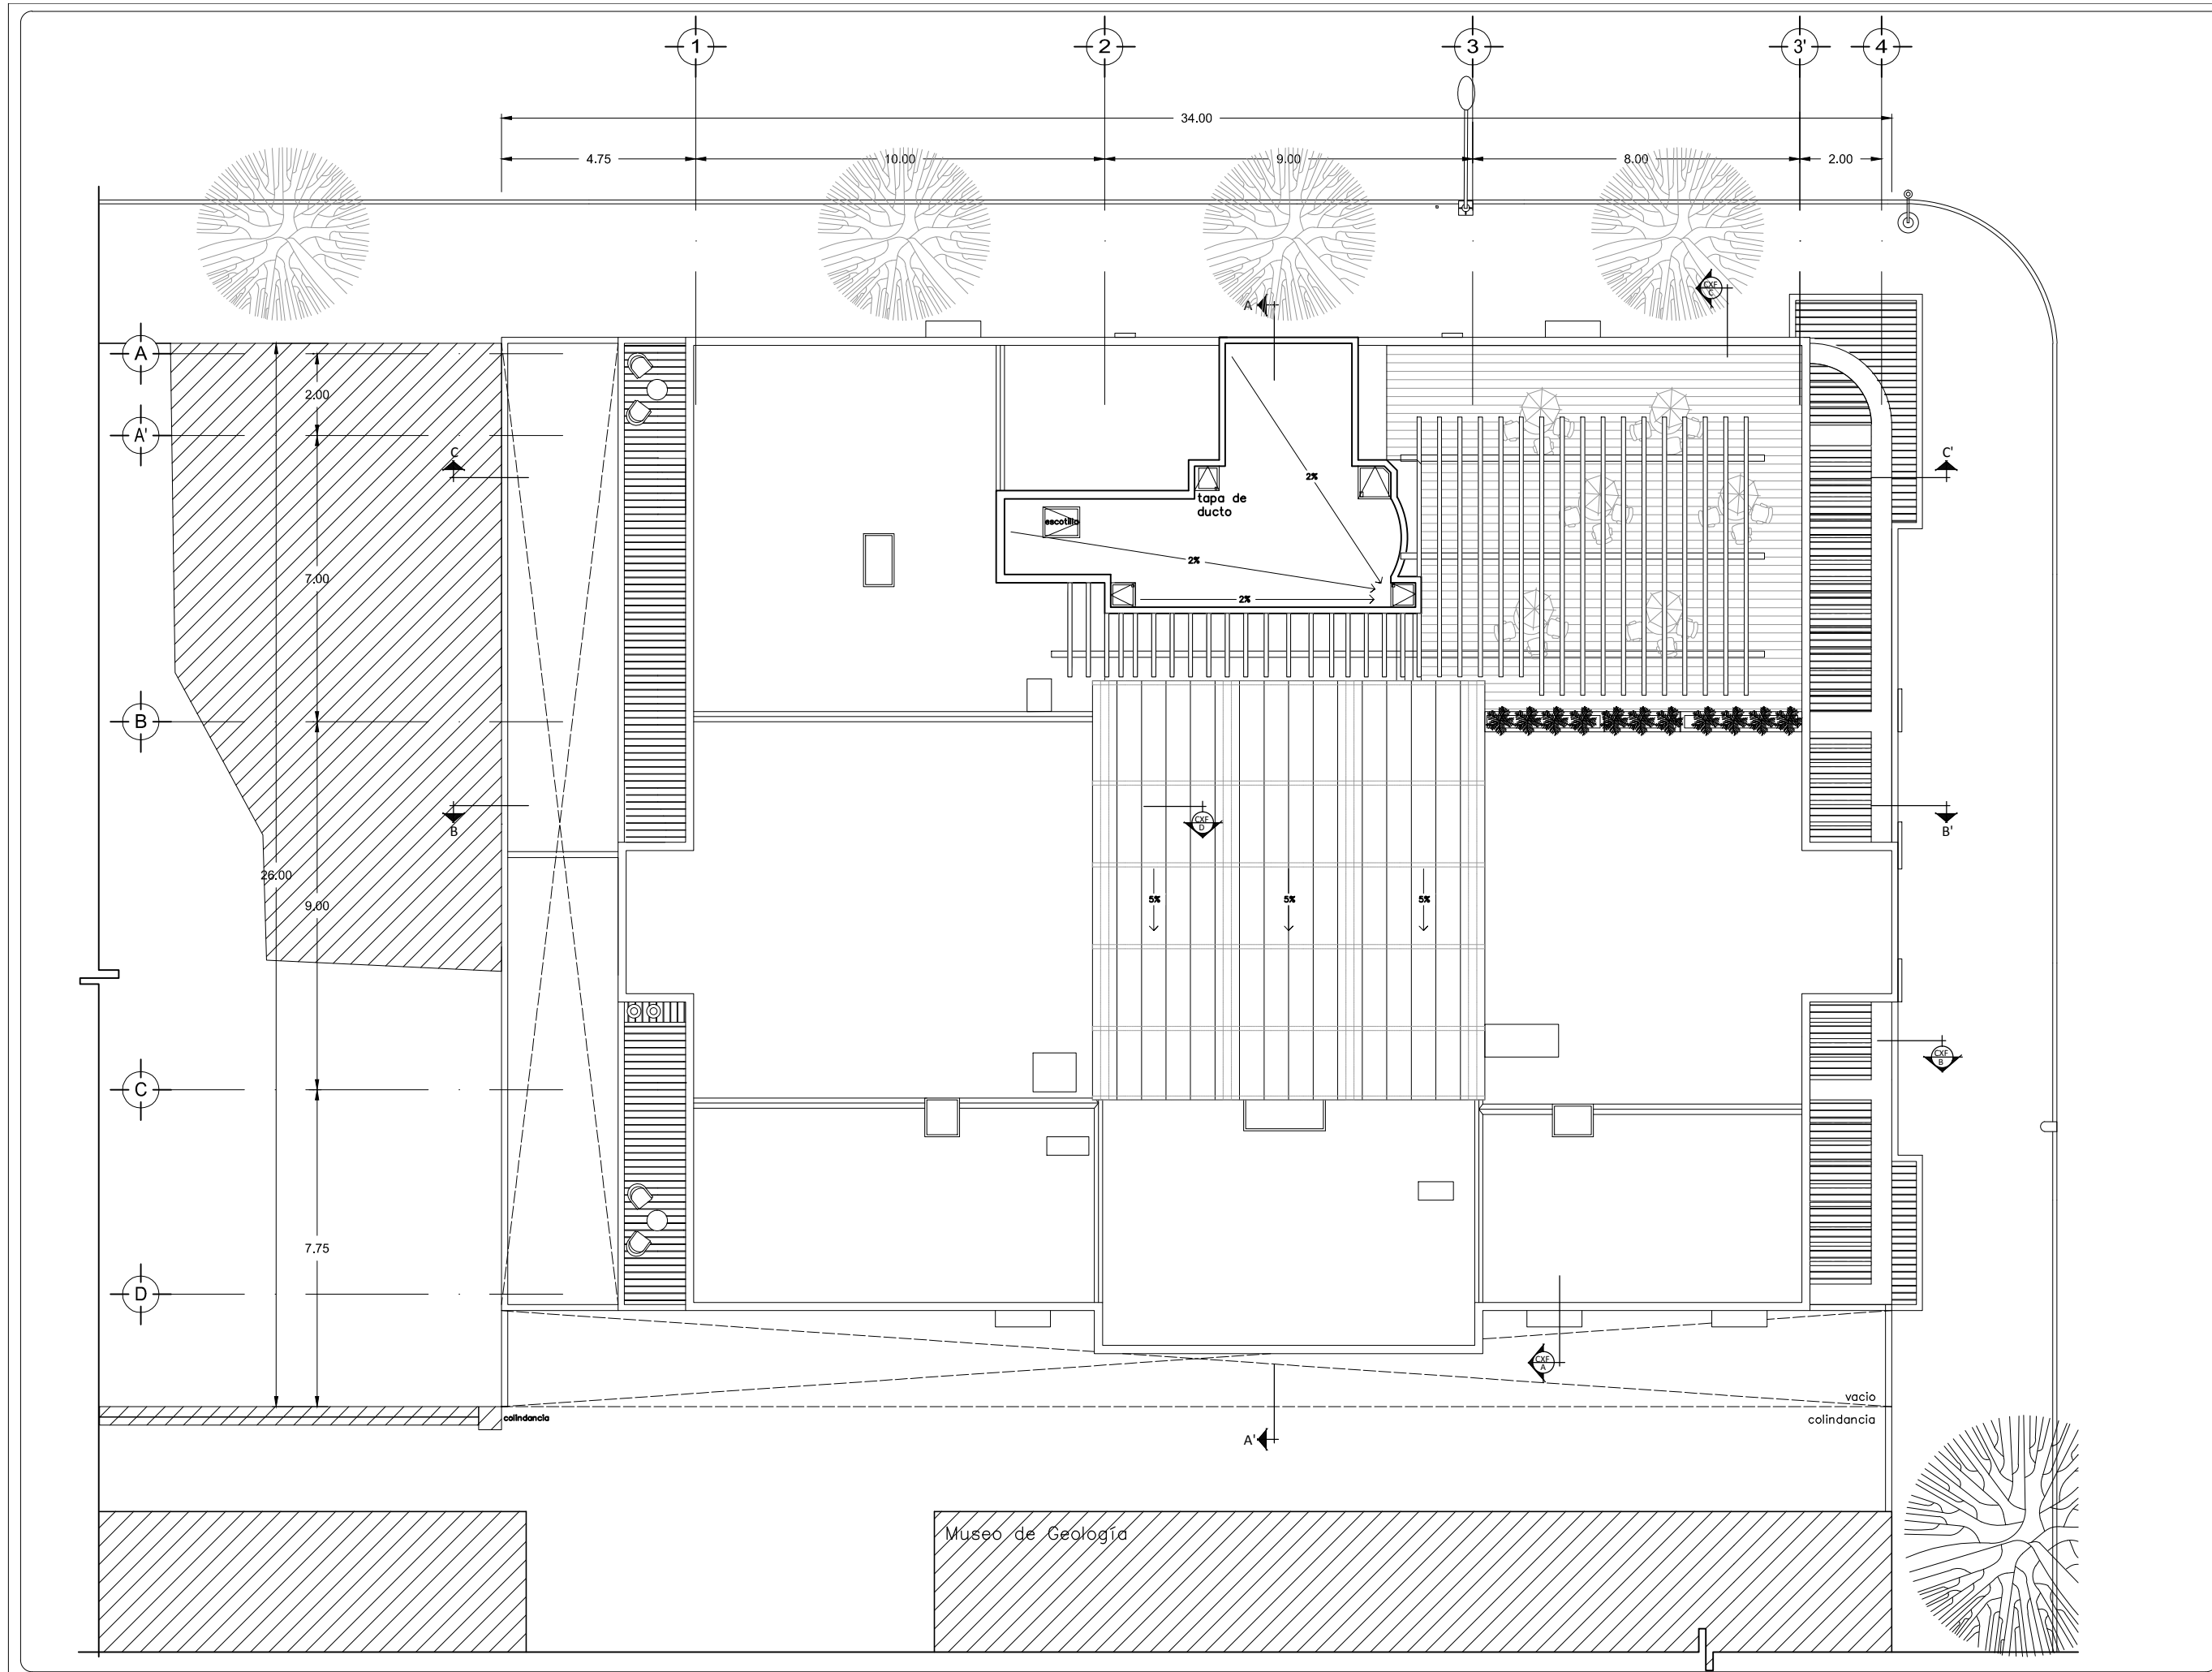 1
2
3
3'
4
34.00
4.75
10.00
9.00
8.00
2.00
CXF
C
A
A
2.00
A'
C
C'
2%
tapa de
ducto
escotilla
7.00
2%
2%
B
CXF
D
B
B'
26.00
9.00
5%
5%
5%
CXF
B
C
7.75
D
CXF
A
vacio
colindancia
colindancia
A'
Museo de Geología